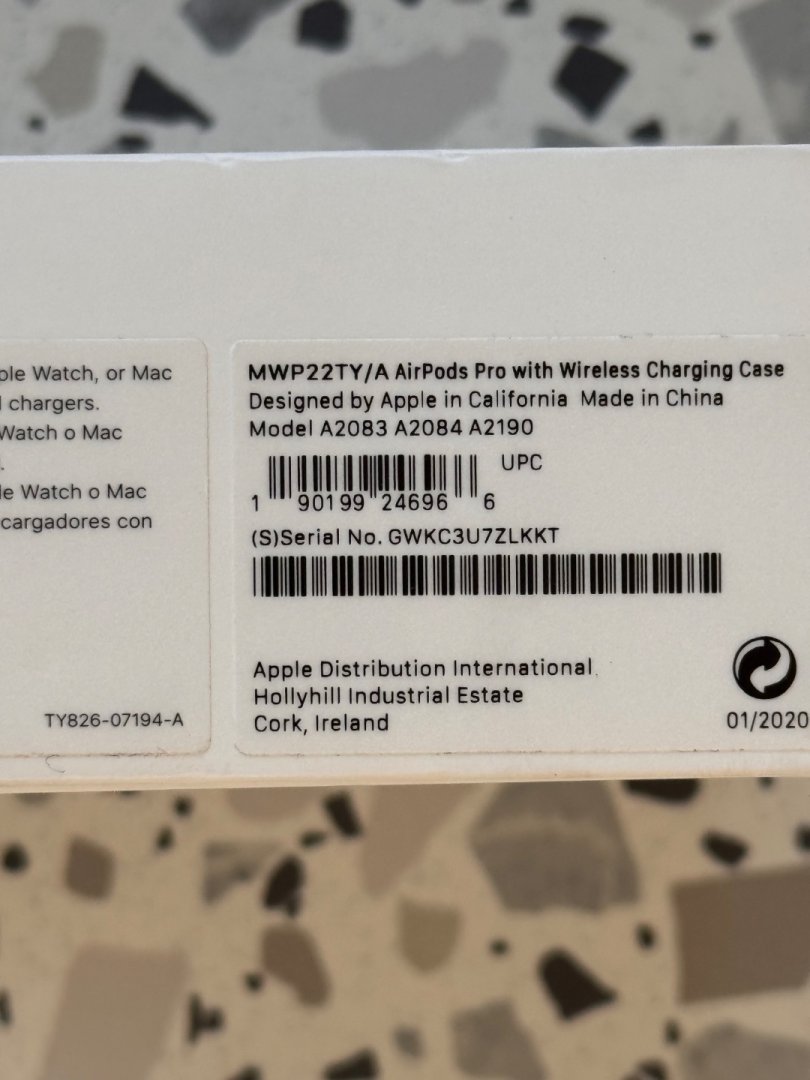 ple Watch, or Mac
chargers.
Watch o Mac
le Watch o Mac
cargadores con
TY826-07194-A
MWP22TY/A AirPods Pro with Wireless Charging Case
Designed by Apple in California Made in China
Model A2083 A2084 A2190
UPC
1 90199 24696 6
(S)Serial No. GWKC3U7ZLKKT
Apple Distribution International
Hollyhill Industrial Estate
Cork, Ireland
01/2020